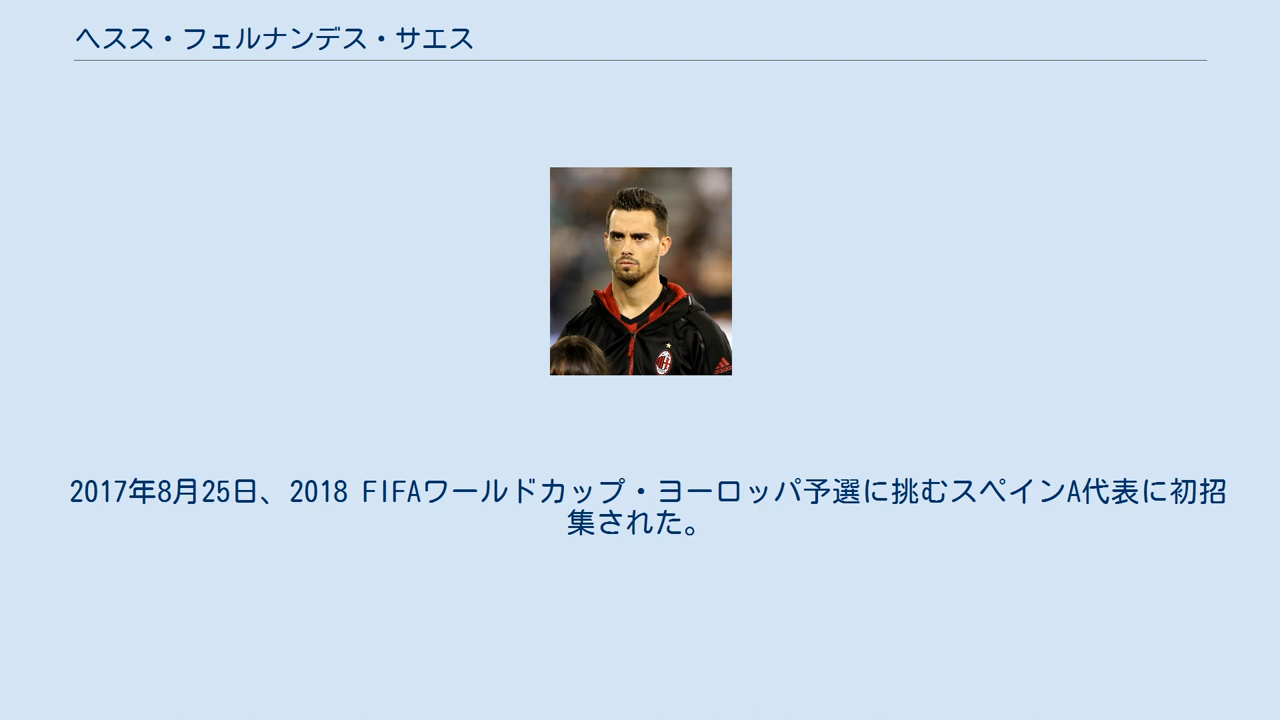 ヘスス・フェルナンデス・サエス
2017年8月25日、2018 FIFAワールドカップ・ヨーロッパ予選に挑むスペインA代表に初招
集された。